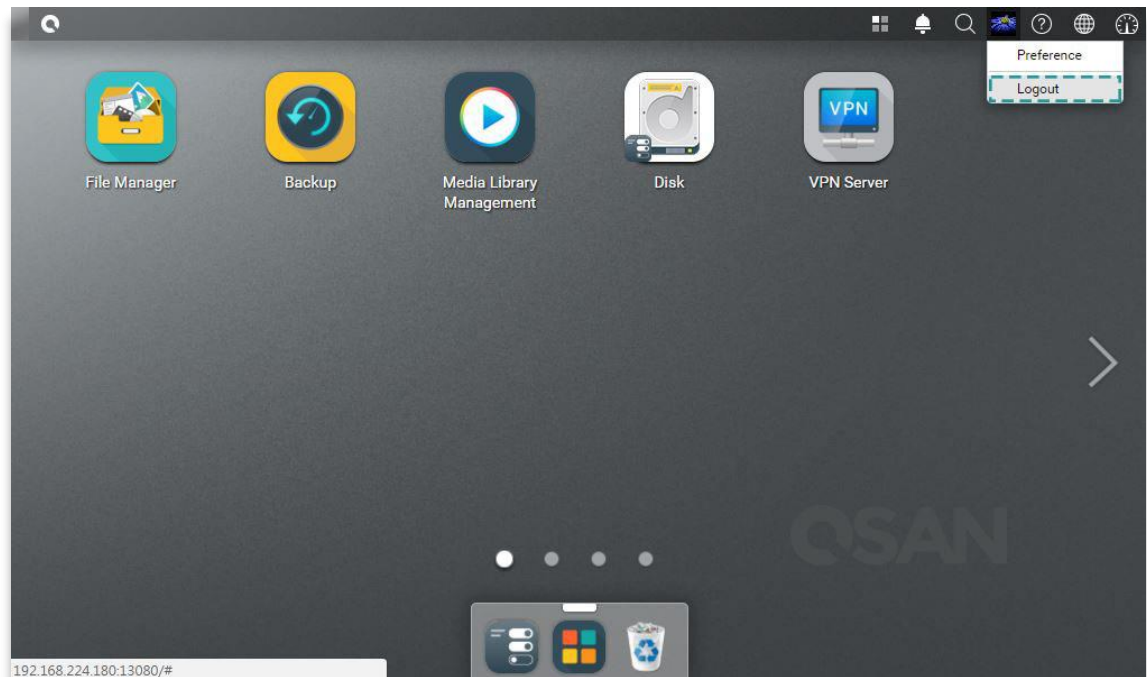 Preference
Logout
VPN
File Manager
Backup
Media Library
Management
Disk
VPN Server
QSAN
192.168.224.180:13080/#